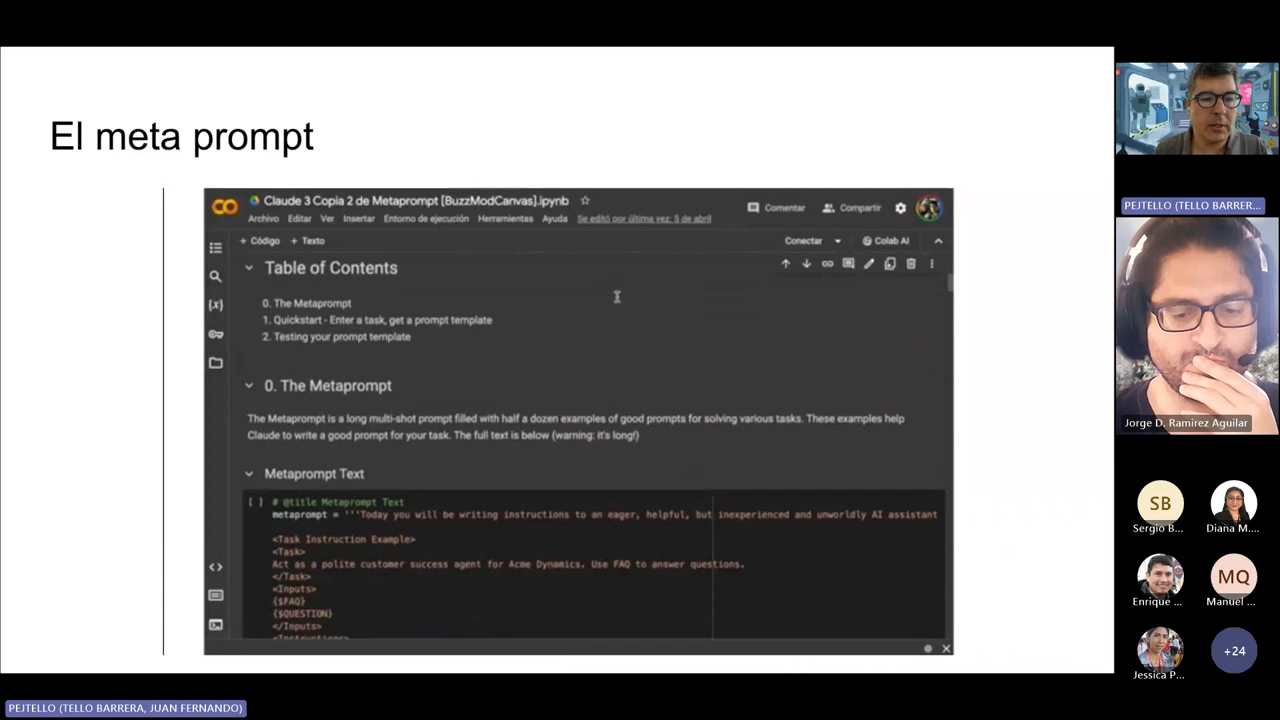 El meta prompt
Claude 3 Copia 2 de Metaprompt [BuzzModCanvas].ipynb
Archivo Editar Ver Insertar Entorno de ejecución Herramientas Ayuda Se editó por última vez: 5 de abril
Comentar Compartir
+ Código + Texto
Conectar Colab AI
Table of Contents
0. The Metaprompt
1. Quickstart - Enter a task, get a prompt template
2. Testing your prompt template
0. The Metaprompt
The Metaprompt is a long multi-shot prompt filled with half a dozen examples of good prompts for solving various tasks. These examples help
Claude to write a good prompt for your task. The full text is below (warning: it's long!)
Metaprompt Text
[ ] # @title Metaprompt Text
metaprompt = '''Today you will be writing instructions to an eager, helpful, but inexperienced and unworldly AI assistant
<Task Instruction Example>
<Task>
Act as a polite customer success agent for Acme Dynamics. Use FAQ to answer questions.
</Task>
<Inputs>
{$FAQ}
{$QUESTION}
</Inputs>
<Instructions>
PEJTELLO (TELLO BARRER...
Jorge D. Ramirez Aguilar
SB
Sergio B...
Diana M....
Enrique ...
MQ
Manuel ...
Jessica P...
+24
PEJTELLO (TELLO BARRERA, JUAN FERNANDO)